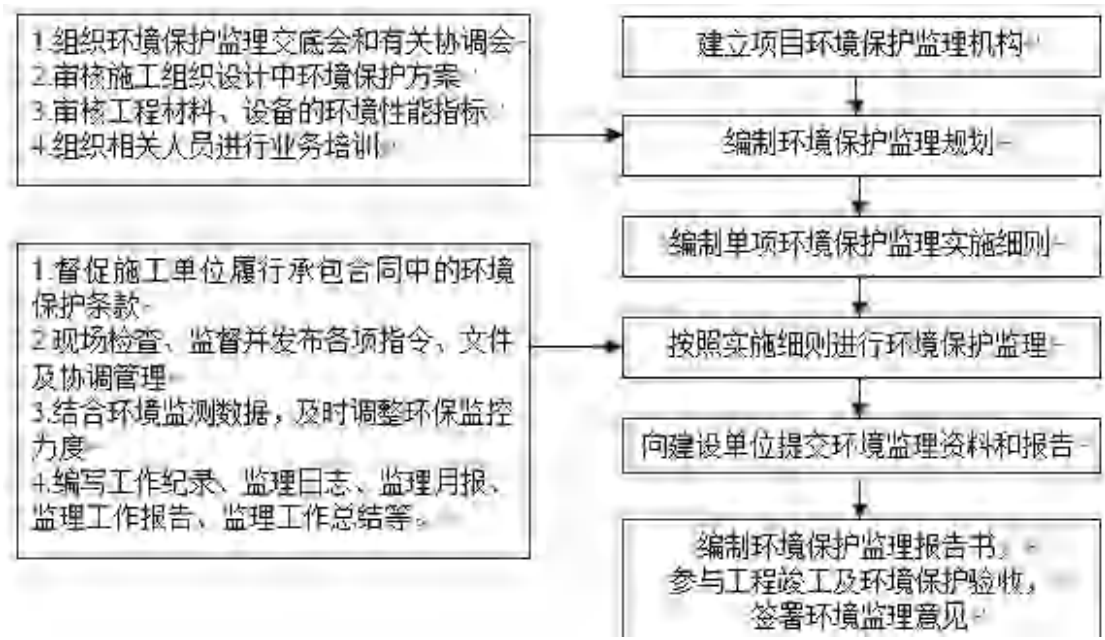 1.组织环境保护监理交底会和有关协调会
2.审核施工组织设计中环境保护方案
3.审核工程材料、设备的环境性能指标
4.组织相关人员进行业务培训
1.督促施工单位履行承包合同中的环境
保护条款
2.现场检查、监督并发布各项指令、文件
及协调管理
3.结合环境监测数据，及时调整环保监控
力度
4.编写工作纪录、监理日志、监理月报、
监理工作报告、监理工作总结等。
建立项目环境保护监理机构
编制环境保护监理规划
编制单项环境保护监理实施细则
按照实施细则进行环境保护监理
向建设单位提交环境监理资料和报告
编制环境保护监理报告书，
参与工程竣工及环境保护验收，
签署环境监理意见